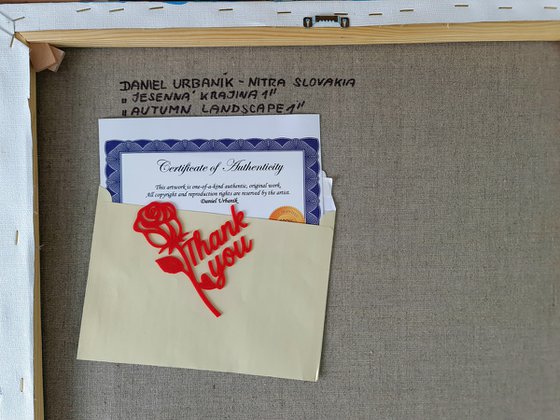 DANIEL URBANÍK - NITRA SLOVAKIA
„JESENNÁ KRAJINA 1"
„AUTUMN LANDSCAPE 1"
Certificate of Authenticity
This artwork is one-of-a-kind authentic, original work.
All copyright and reproduction rights are reserved by the artist.
Daniel Urbaník
Thank
you